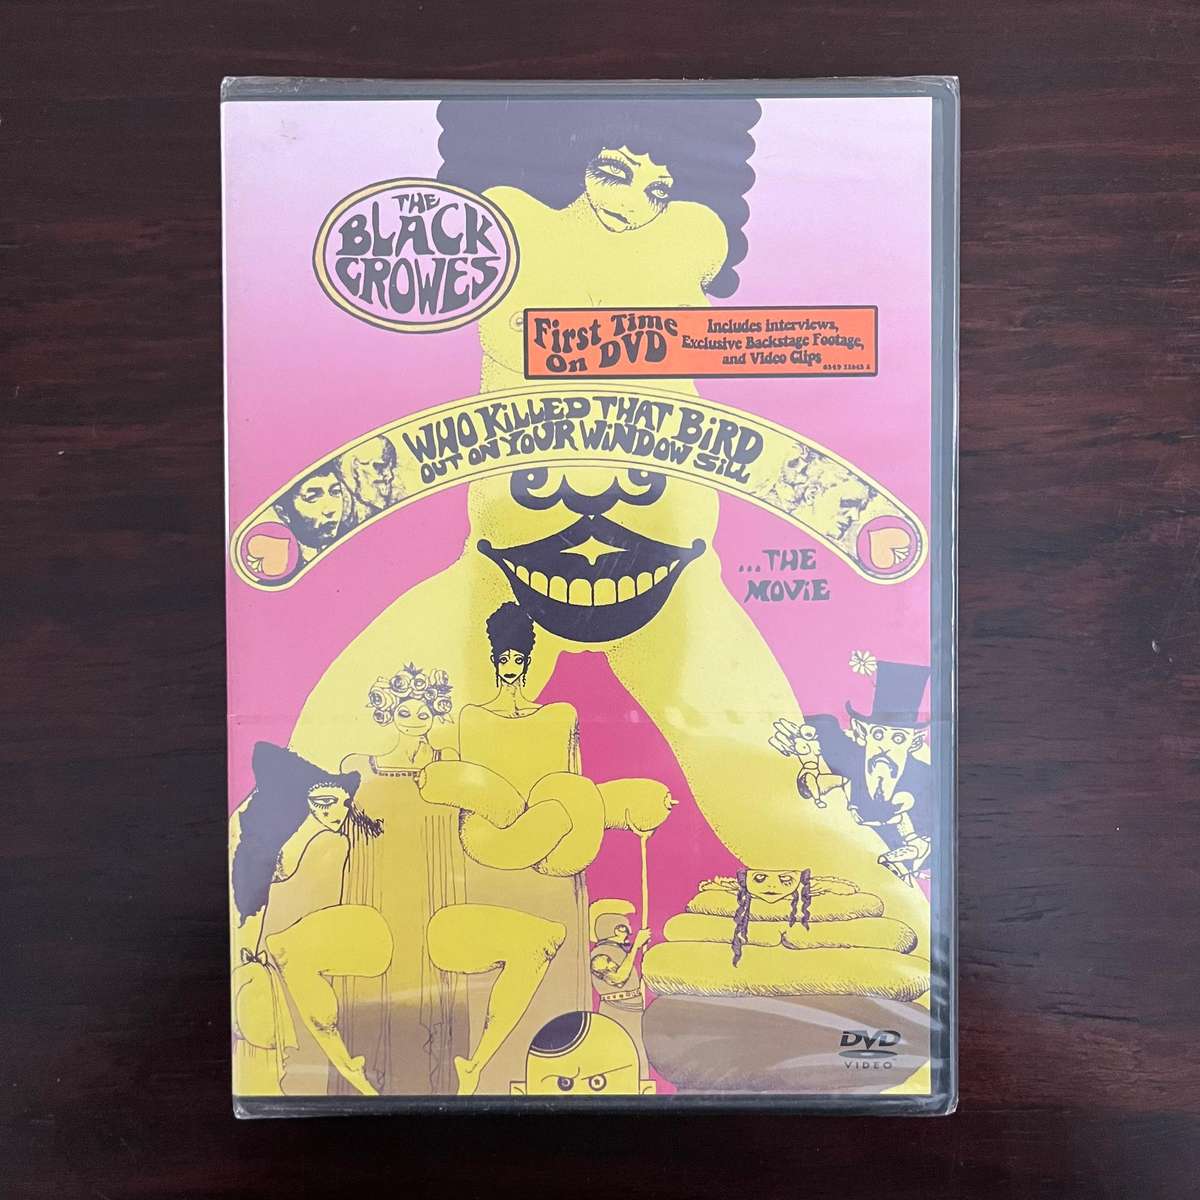 THE
BLACK
CROWES
First Time
On DVD
Includes interviews,
Exclusive Backstage Footage,
and Video Clips
WHO KiLLED THAT BiRD
OUT ON YOUR WiNDOW SiLL
...THE
MOViE
DVD
VIDEO